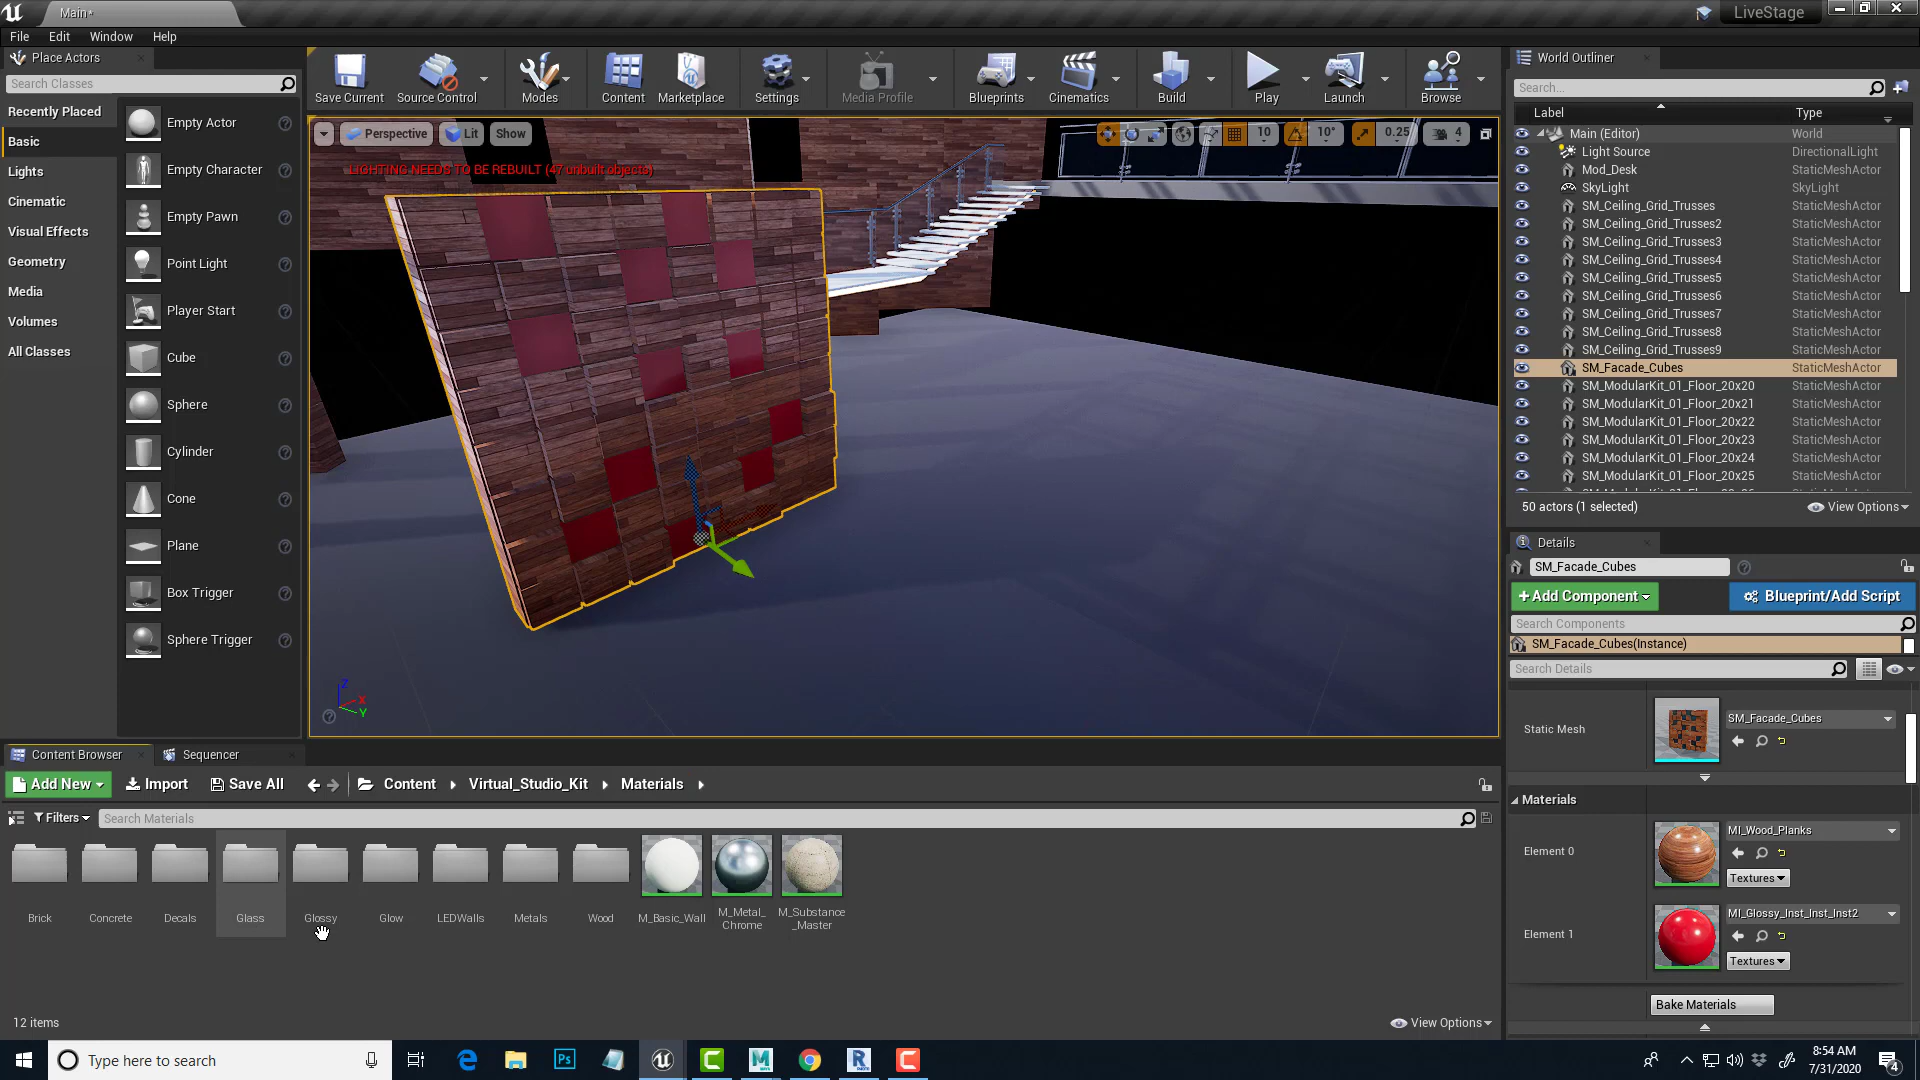 Main*
LiveStage
File
Edit
Window
Help
Place Actors
Search Classes
Recently Placed
Basic
Lights
Cinematic
Visual Effects
Geometry
Media
Volumes
All Classes
Empty Actor
Empty Character
Empty Pawn
Point Light
Player Start
Cube
Sphere
Cylinder
Cone
Plane
Box Trigger
Sphere Trigger
Save Current
Source Control
Modes
Content
Marketplace
Settings
Media Profile
Blueprints
Cinematics
Build
Play
Launch
Browse
Perspective
Lit
Show
10
10°
0.25
4
LIGHTING NEEDS TO BE REBUILT (47 unbuilt objects)
Z
X
Y
World Outliner
Search...
Label
Type
Main (Editor)
World
Light Source
DirectionalLight
Mod_Desk
StaticMeshActor
SkyLight
SkyLight
SM_Ceiling_Grid_Trusses
StaticMeshActor
SM_Ceiling_Grid_Trusses2
StaticMeshActor
SM_Ceiling_Grid_Trusses3
StaticMeshActor
SM_Ceiling_Grid_Trusses4
StaticMeshActor
SM_Ceiling_Grid_Trusses5
StaticMeshActor
SM_Ceiling_Grid_Trusses6
StaticMeshActor
SM_Ceiling_Grid_Trusses7
StaticMeshActor
SM_Ceiling_Grid_Trusses8
StaticMeshActor
SM_Ceiling_Grid_Trusses9
StaticMeshActor
SM_Facade_Cubes
StaticMeshActor
SM_ModularKit_01_Floor_20x20
StaticMeshActor
SM_ModularKit_01_Floor_20x21
StaticMeshActor
SM_ModularKit_01_Floor_20x22
StaticMeshActor
SM_ModularKit_01_Floor_20x23
StaticMeshActor
SM_ModularKit_01_Floor_20x24
StaticMeshActor
SM_ModularKit_01_Floor_20x25
StaticMeshActor
50 actors (1 selected)
View Options
Details
SM_Facade_Cubes
+Add Component
Blueprint/Add Script
Search Components
SM_Facade_Cubes(Instance)
Search Details
Static Mesh
SM_Facade_Cubes
Materials
Element 0
MI_Wood_Planks
Textures
Element 1
MI_Glossy_Inst_Inst_Inst2
Textures
Bake Materials
Content Browser
Sequencer
Add New
Import
Save All
Content
Virtual_Studio_Kit
Materials
Filters
Search Materials
Brick
Concrete
Decals
Glass
Glossy
Glow
LEDWalls
Metals
Wood
M_Basic_Wall
M_Metal_
Chrome
M_Substance
_Master
12 items
View Options
Type here to search
8:54 AM
7/31/2020
4